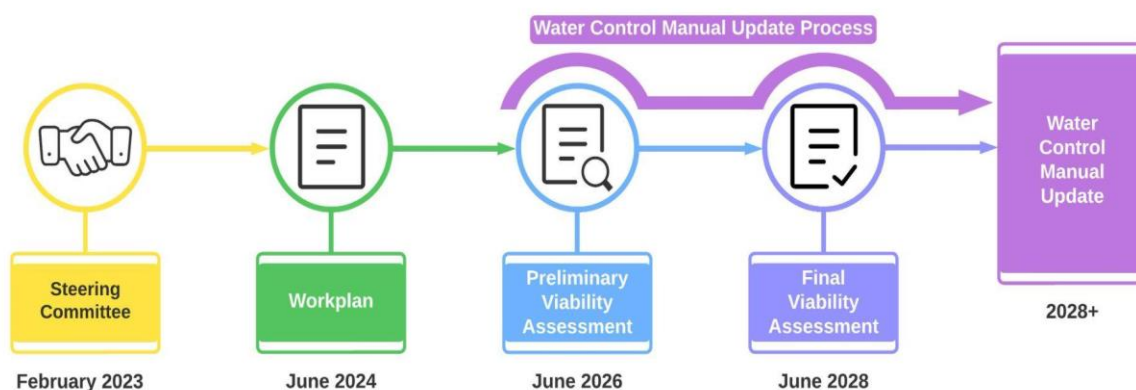 Water Control Manual Update Process
Water
Control
Manual
Update
2028+
Steering
Committee
Workplan
Preliminary
Viability
Assessment
Final
Viability
Assessment
February 2023
June 2024
June 2026
June 2028